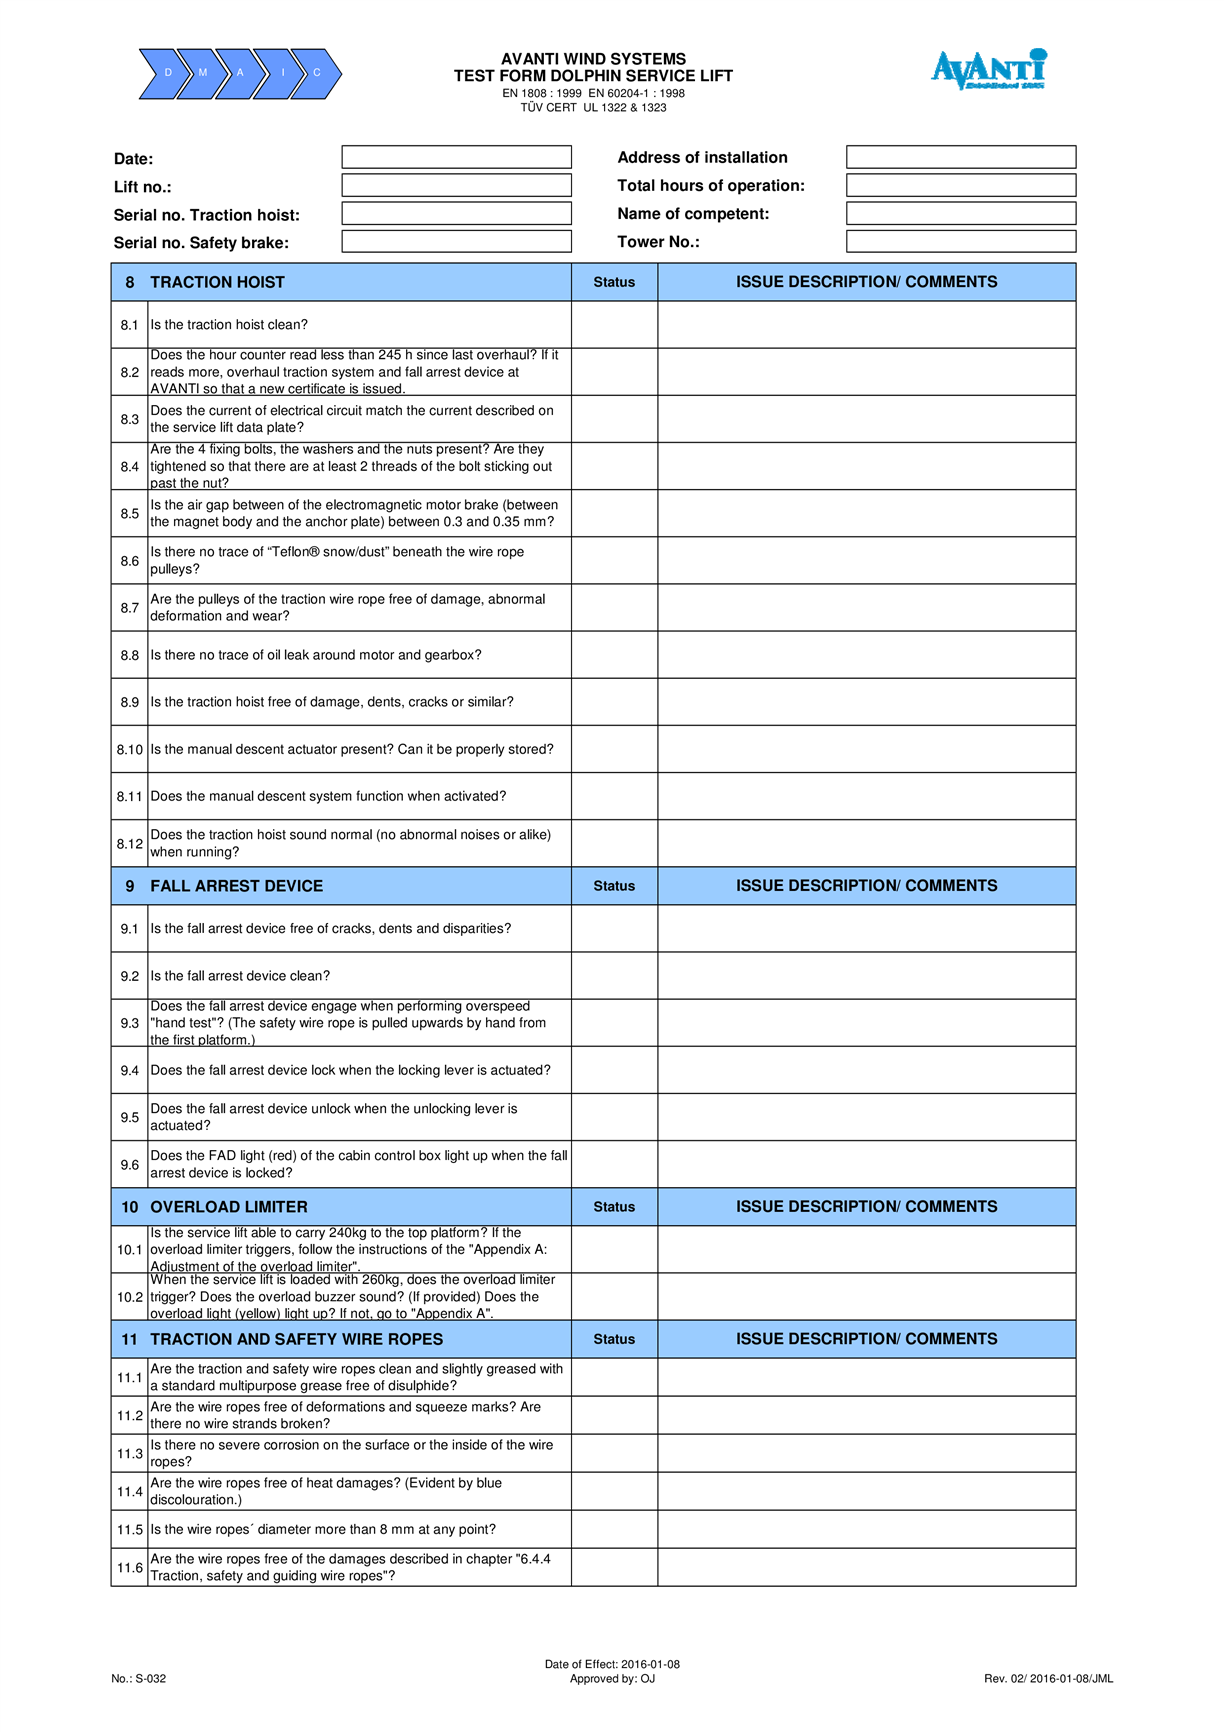 D M A I C
AVANTI WIND SYSTEMS
TEST FORM DOLPHIN SERVICE LIFT
EN 1808 : 1999 EN 60204-1 : 1998
TÜV CERT UL 1322 & 1323
AVANTI
Established 1885
Date:
Address of installation
Lift no.:
Total hours of operation:
Serial no. Traction hoist:
Name of competent:
Serial no. Safety brake:
Tower No.:
8 TRACTION HOIST Status ISSUE DESCRIPTION/ COMMENTS
8.1 Is the traction hoist clean?
8.2 Does the hour counter read less than 245 h since last overhaul? If it
reads more, overhaul traction system and fall arrest device at
AVANTI so that a new certificate is issued.
8.3 Does the current of electrical circuit match the current described on
the service lift data plate?
8.4 Are the 4 fixing bolts, the washers and the nuts present? Are they
tightened so that there are at least 2 threads of the bolt sticking out
past the nut?
8.5 Is the air gap between of the electromagnetic motor brake (between
the magnet body and the anchor plate) between 0.3 and 0.35 mm?
8.6 Is there no trace of “Teflon® snow/dust” beneath the wire rope
pulleys?
8.7 Are the pulleys of the traction wire rope free of damage, abnormal
deformation and wear?
8.8 Is there no trace of oil leak around motor and gearbox?
8.9 Is the traction hoist free of damage, dents, cracks or similar?
8.10 Is the manual descent actuator present? Can it be properly stored?
8.11 Does the manual descent system function when activated?
8.12 Does the traction hoist sound normal (no abnormal noises or alike)
when running?
9 FALL ARREST DEVICE Status ISSUE DESCRIPTION/ COMMENTS
9.1 Is the fall arrest device free of cracks, dents and disparities?
9.2 Is the fall arrest device clean?
9.3 Does the fall arrest device engage when performing overspeed
"hand test"? (The safety wire rope is pulled upwards by hand from
the first platform.)
9.4 Does the fall arrest device lock when the locking lever is actuated?
9.5 Does the fall arrest device unlock when the unlocking lever is
actuated?
9.6 Does the FAD light (red) of the cabin control box light up when the fall
arrest device is locked?
10 OVERLOAD LIMITER Status ISSUE DESCRIPTION/ COMMENTS
10.1 Is the service lift able to carry 240kg to the top platform? If the
overload limiter triggers, follow the instructions of the "Appendix A:
Adjustment of the overload limiter".
10.2 When the service lift is loaded with 260kg, does the overload limiter
trigger? Does the overload buzzer sound? (If provided) Does the
overload light (yellow) light up? If not, go to "Appendix A".
11 TRACTION AND SAFETY WIRE ROPES Status ISSUE DESCRIPTION/ COMMENTS
11.1 Are the traction and safety wire ropes clean and slightly greased with
a standard multipurpose grease free of disulphide?
11.2 Are the wire ropes free of deformations and squeeze marks? Are
there no wire strands broken?
11.3 Is there no severe corrosion on the surface or the inside of the wire
ropes?
11.4 Are the wire ropes free of heat damages? (Evident by blue
discolouration.)
11.5 Is the wire ropes´ diameter more than 8 mm at any point?
11.6 Are the wire ropes free of the damages described in chapter "6.4.4
Traction, safety and guiding wire ropes"?
Date of Effect: 2016-01-08
No.: S-032 Approved by: OJ Rev. 02/ 2016-01-08/JML